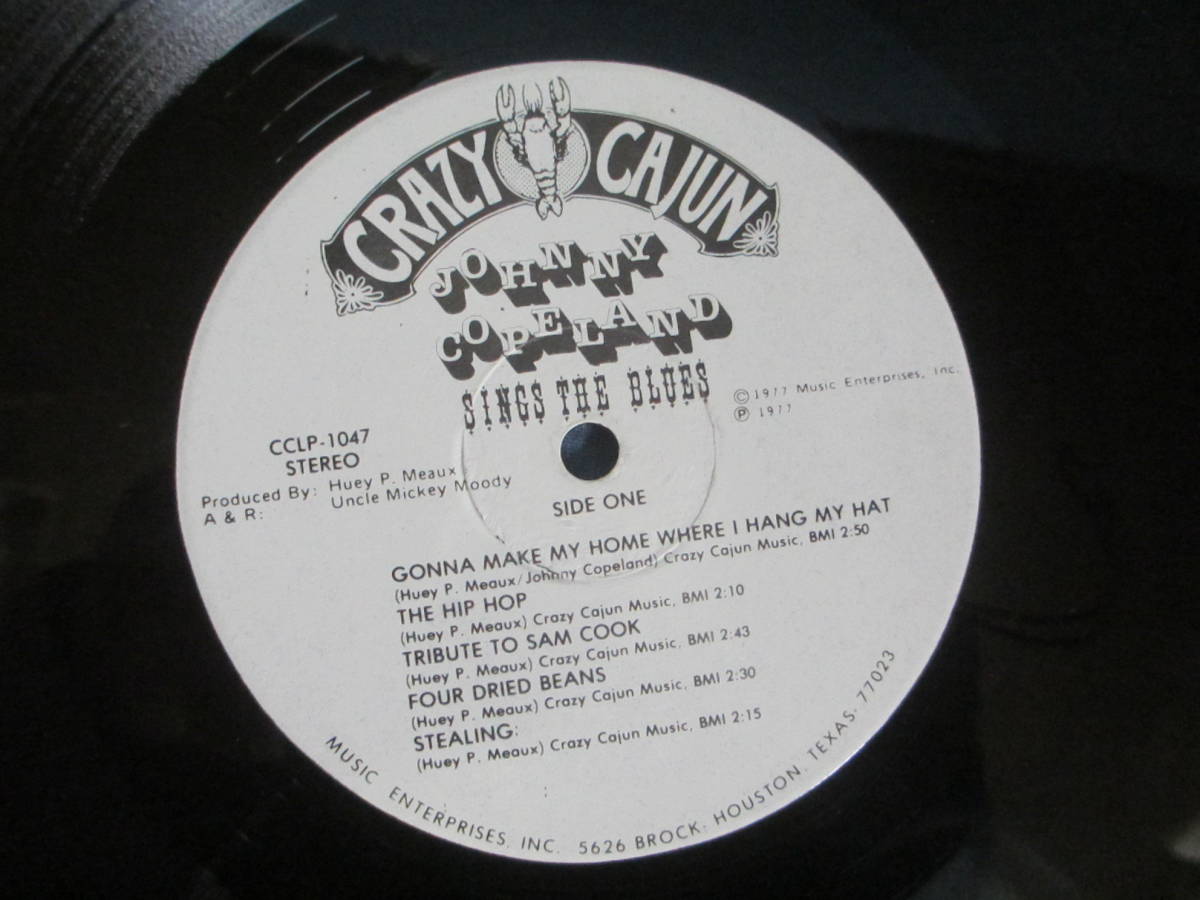 CRAZY CAJUN
JOHNNY
COPELAND
SINGS THE BLUES
© 1977 Music Enterprises, Inc.
℗ 1977
CCLP-1047
STEREO
Produced By: Huey P. Meaux
A & R: Uncle Mickey Moody
SIDE ONE
GONNA MAKE MY HOME WHERE I HANG MY HAT
(Huey P. Meaux/Johnny Copeland) Crazy Cajun Music, BMI 2:50
THE HIP HOP
(Huey P. Meaux) Crazy Cajun Music, BMI 2:10
TRIBUTE TO SAM COOK
(Huey P. Meaux) Crazy Cajun Music, BMI 2:43
FOUR DRIED BEANS
(Huey P. Meaux) Crazy Cajun Music, BMI 2:30
STEALING:
(Huey P. Meaux) Crazy Cajun Music, BMI 2:15
MUSIC ENTERPRISES, INC. 5626 BROCK: HOUSTON, TEXAS. 77023